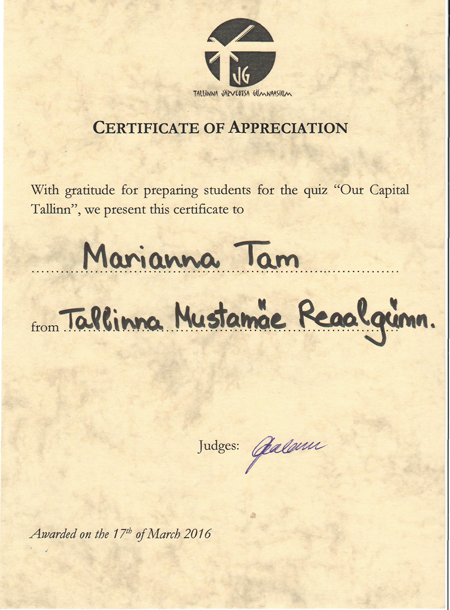 JG
TALLINNA JÄRVEOTSA GÜMNAASIUM
CERTIFICATE OF APPRECIATION
With gratitude for preparing students for the quiz “Our Capital
Tallinn”, we present this certificate to
Marianna Tam
from Tallinna Mustamäe Reaalgümn.
Judges:
Awarded on the 17th of March 2016